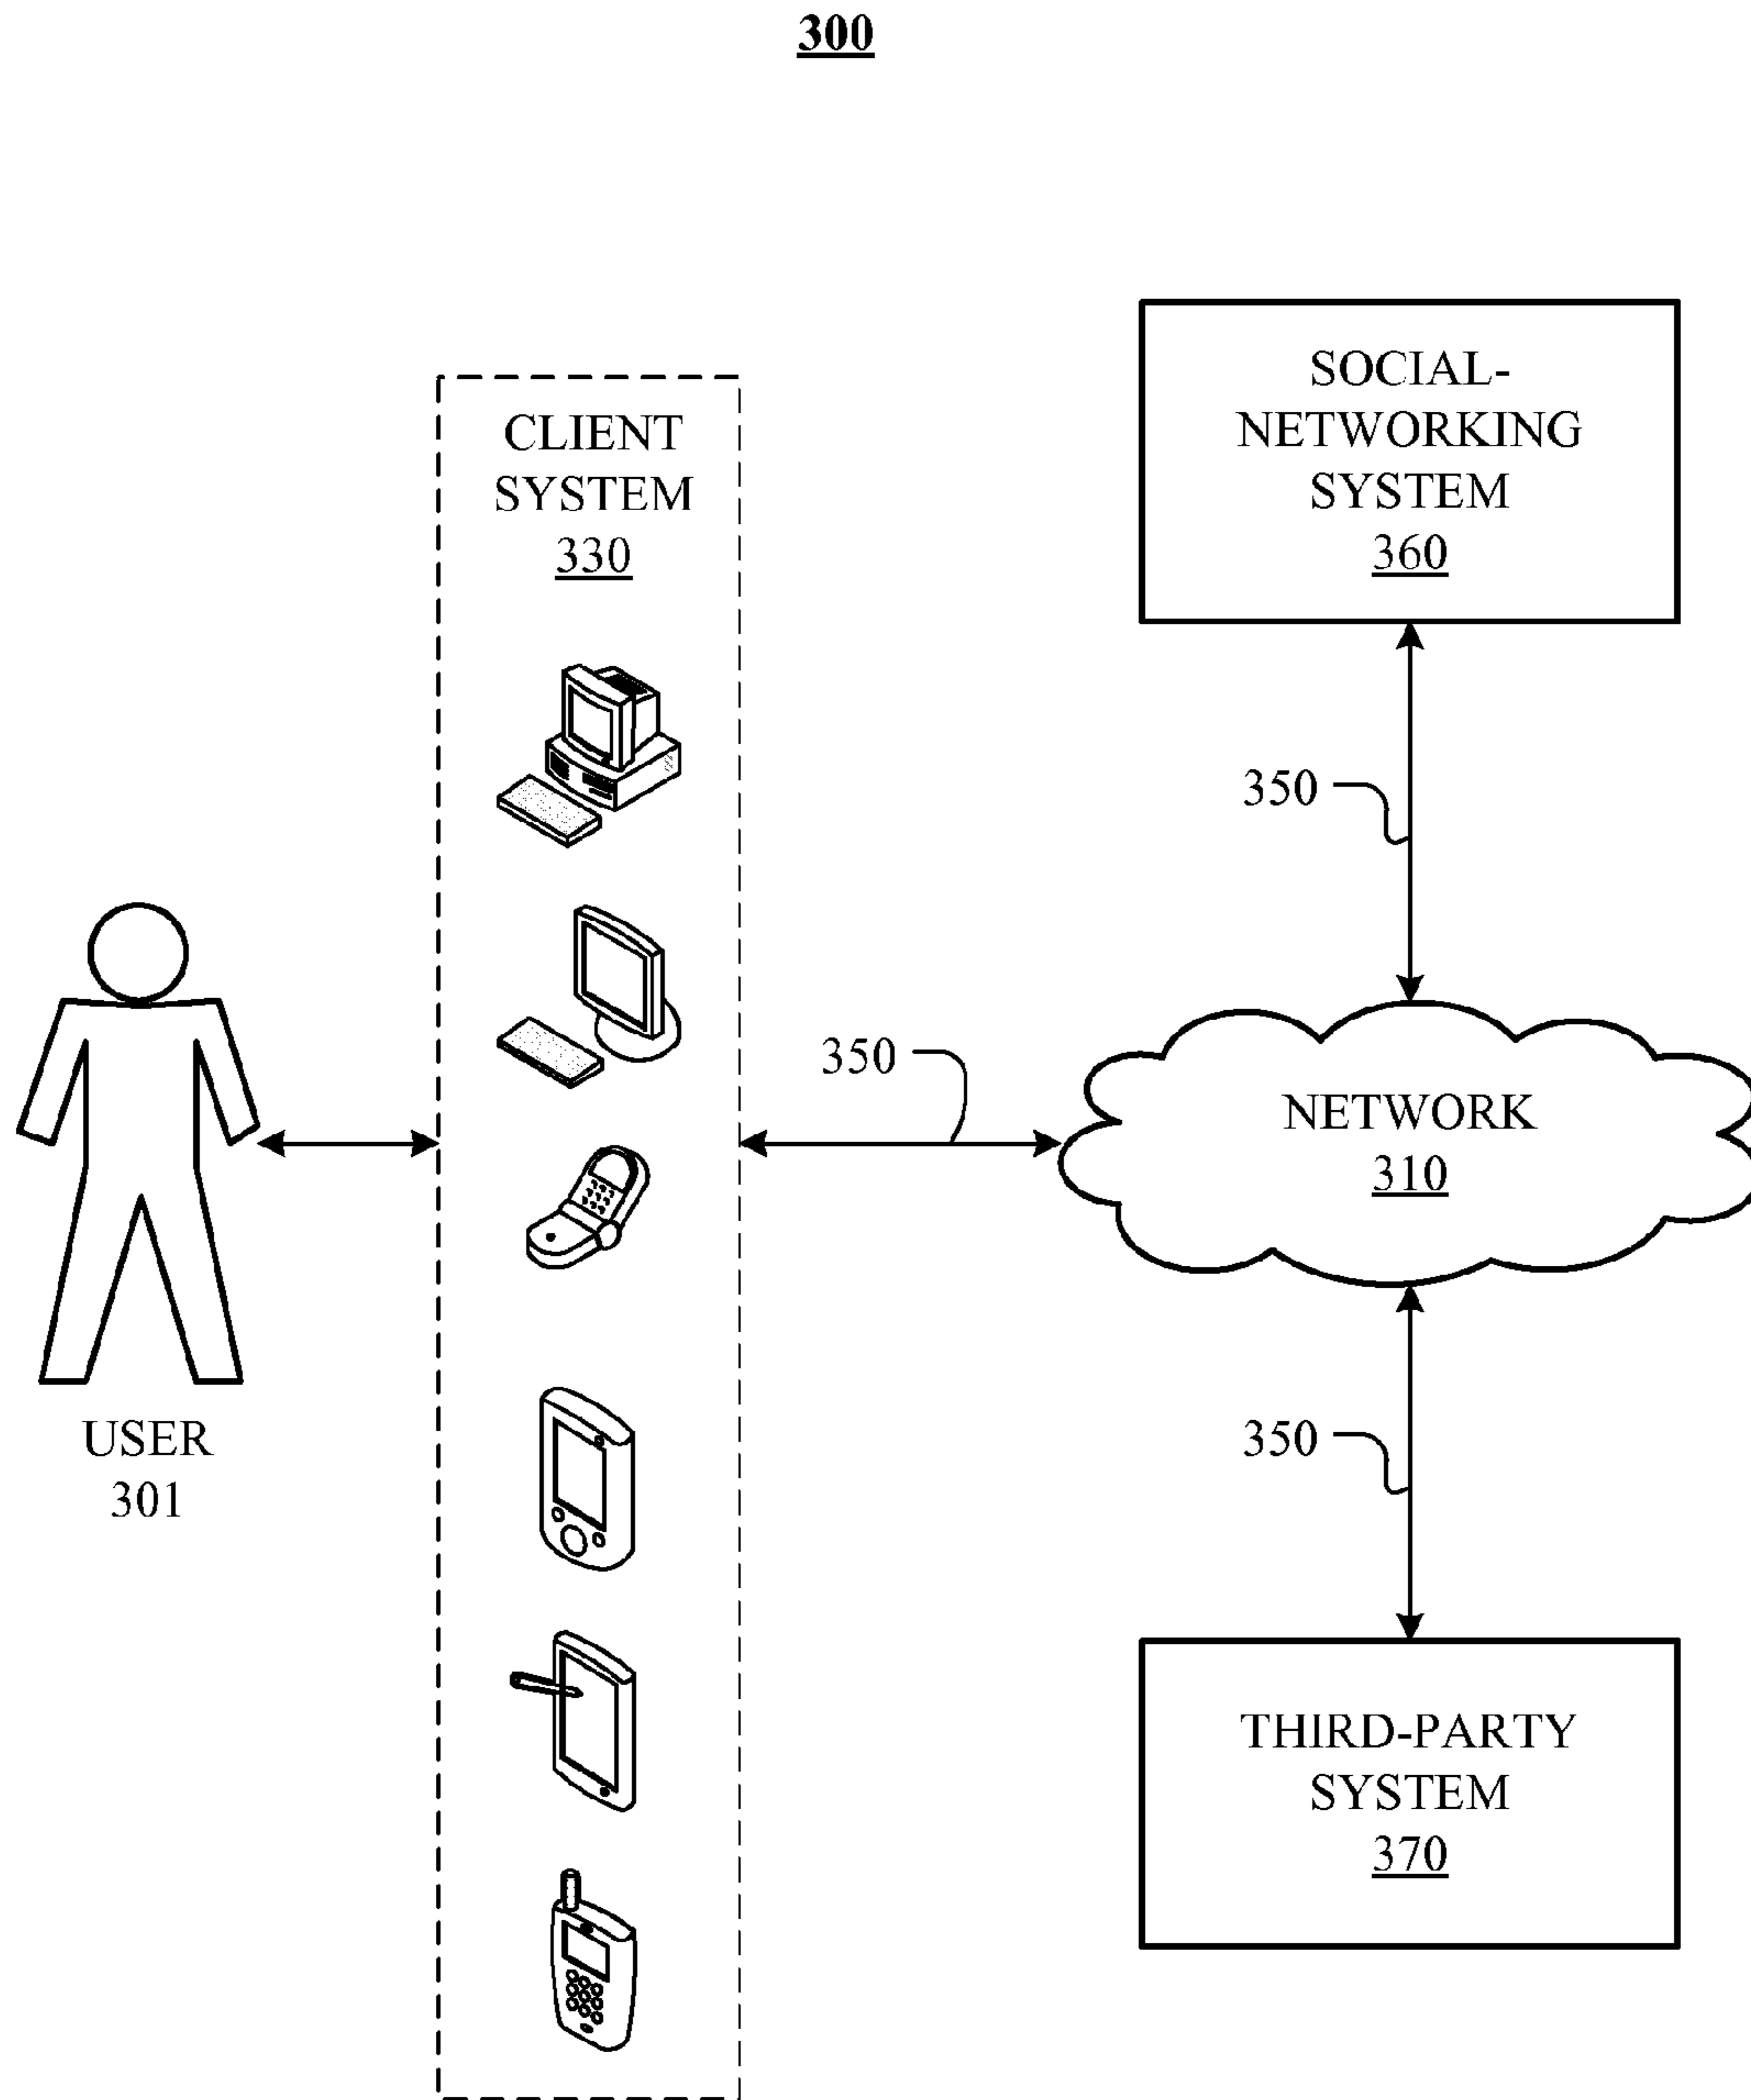 300
CLIENT
SYSTEM
330
SOCIAL-
NETWORKING
SYSTEM
360
350
350
NETWORK
310
350
USER
301
THIRD-PARTY
SYSTEM
370